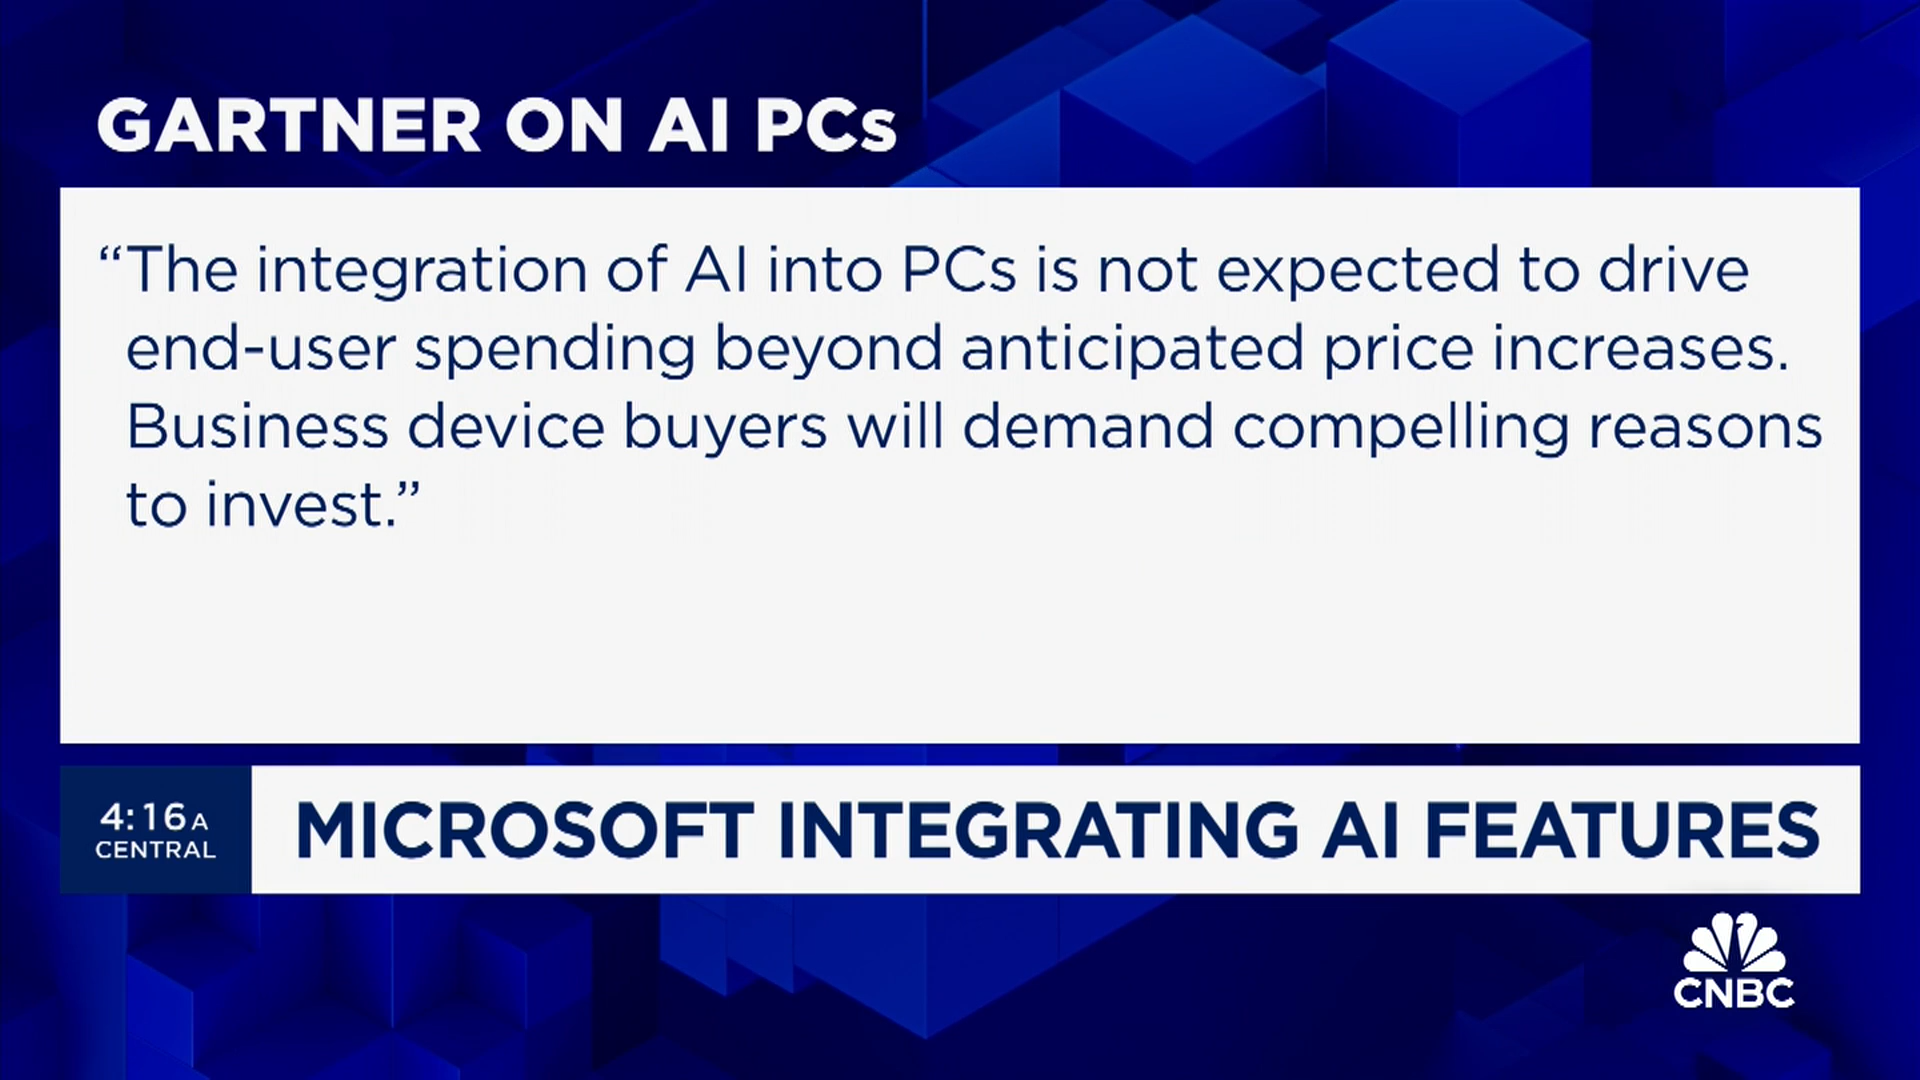 GARTNER ON AI PCs
“The integration of AI into PCs is not expected to drive
end-user spending beyond anticipated price increases.
Business device buyers will demand compelling reasons
to invest.”
4:16A
CENTRAL
MICROSOFT INTEGRATING AI FEATURES
CNBC